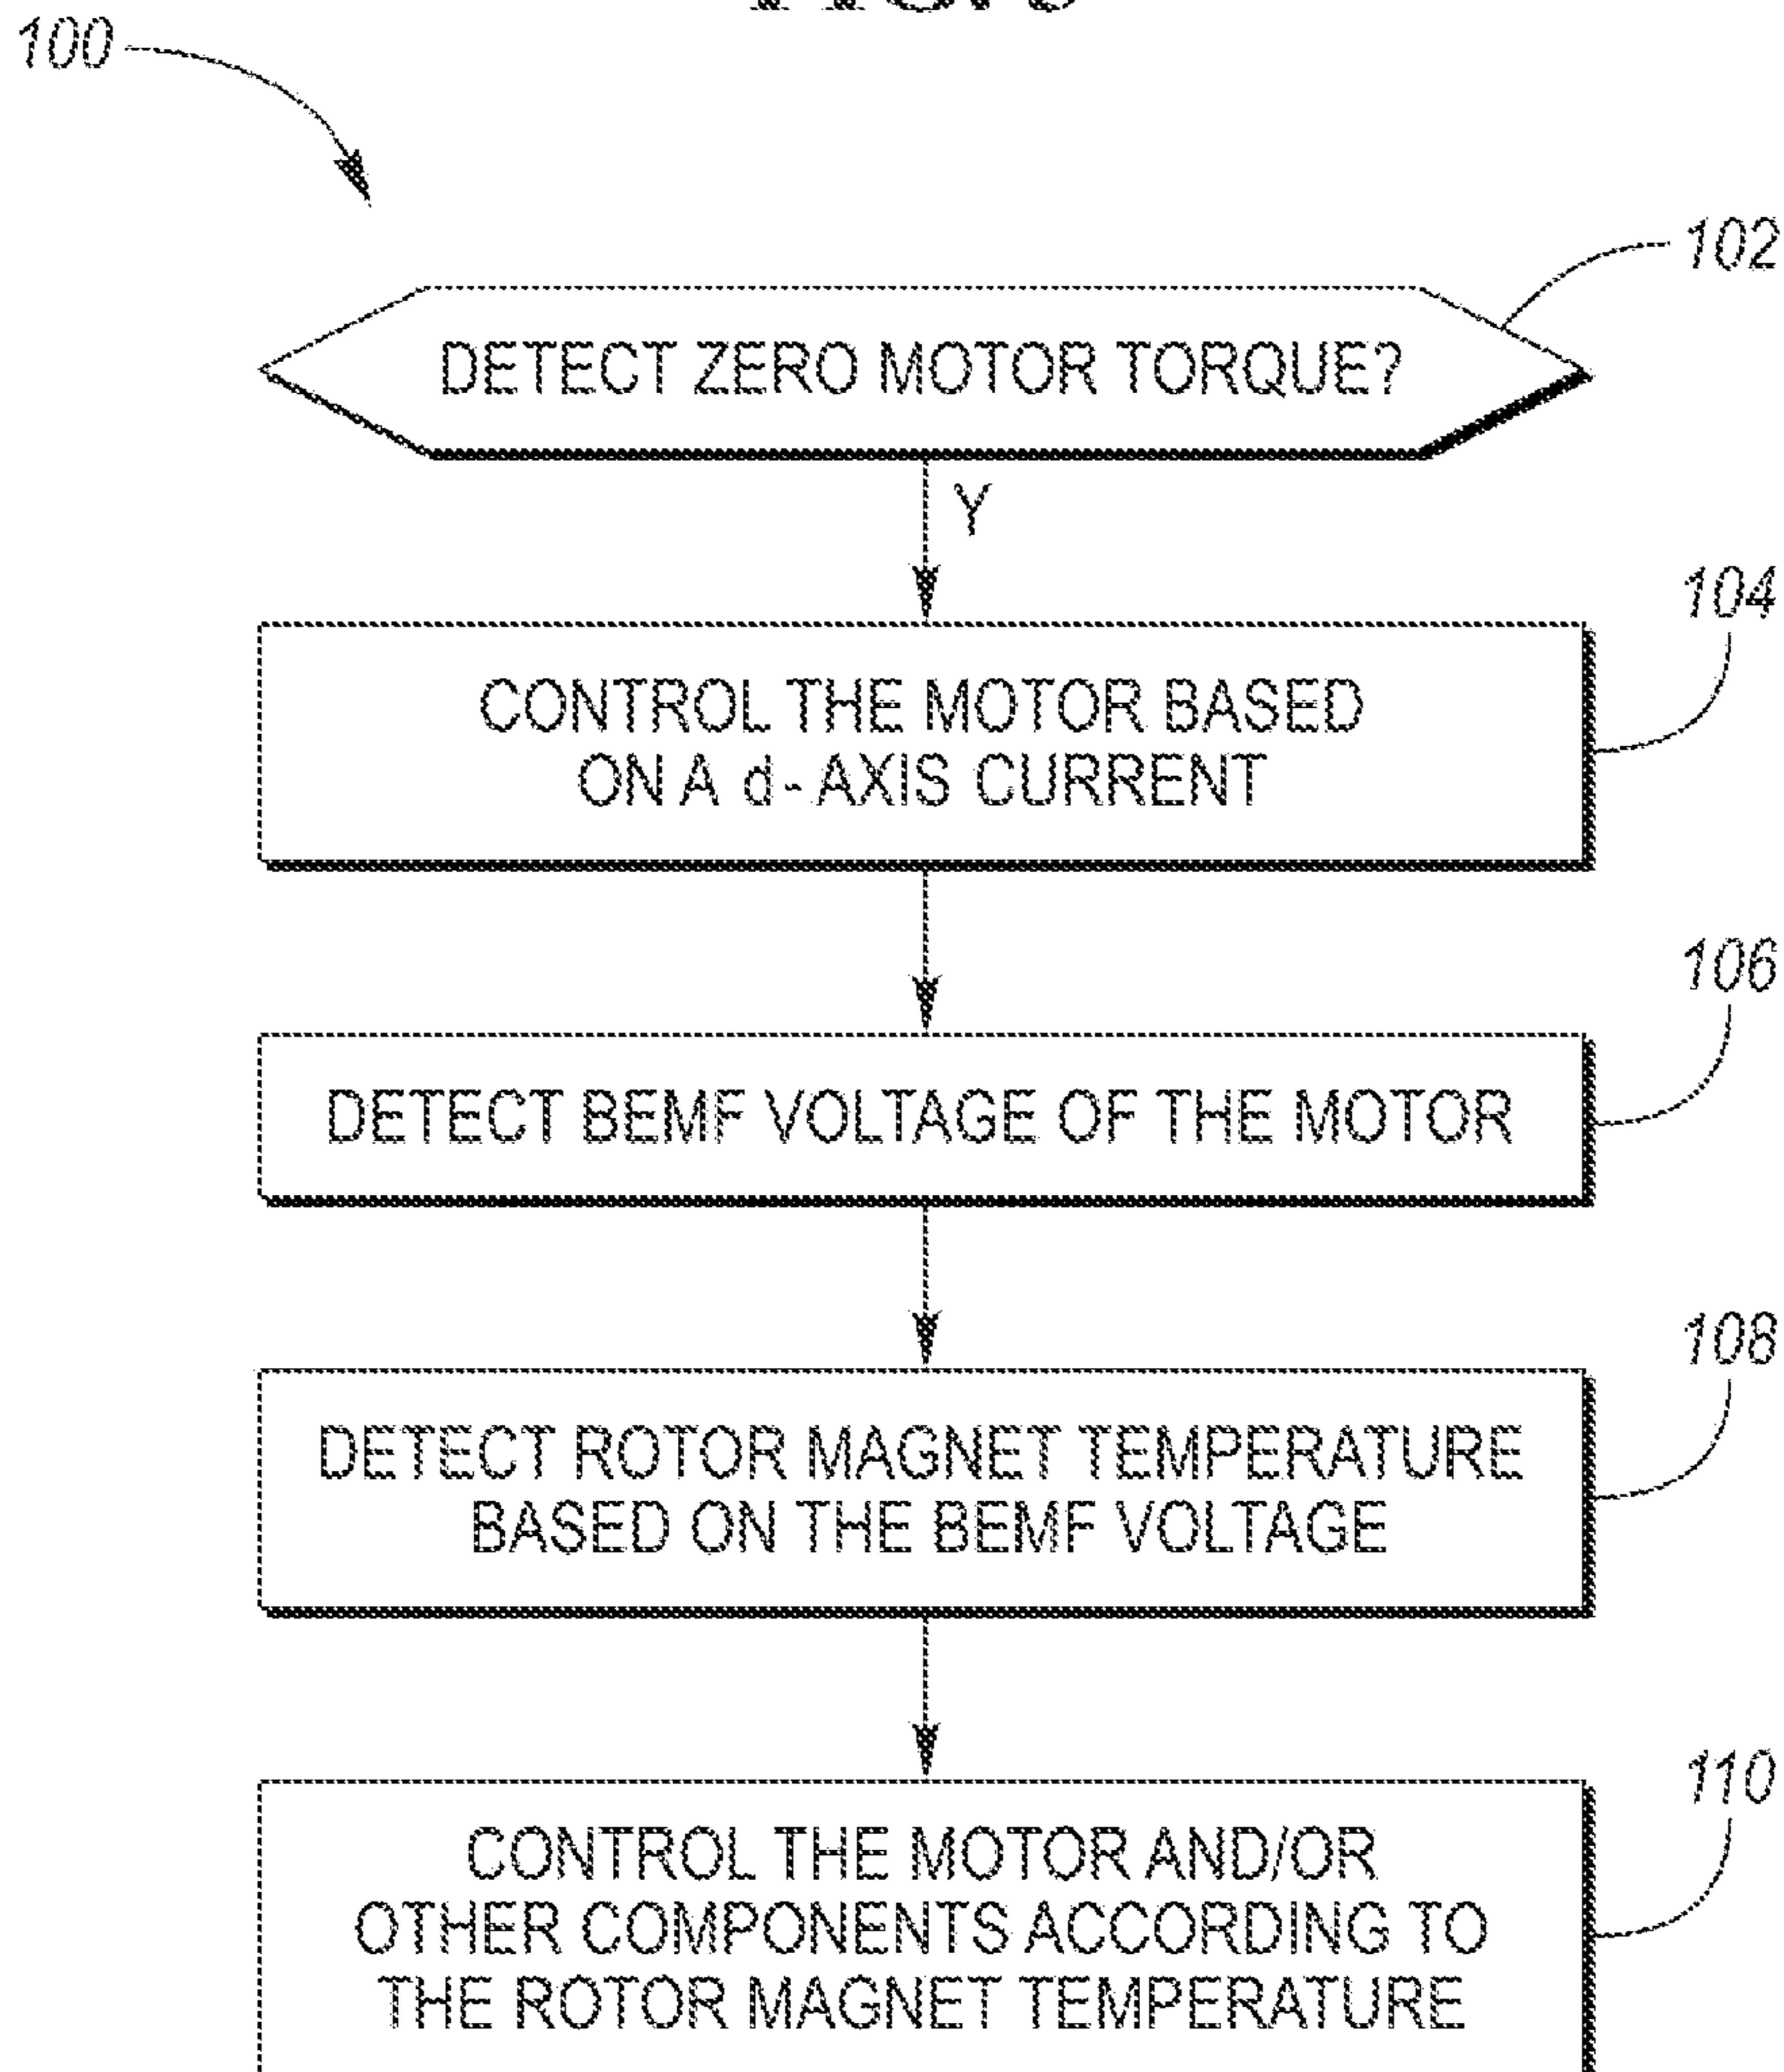 100
102
DETECT ZERO MOTOR TORQUE?
Y
104
CONTROL THE MOTOR BASED
ON A d-AXIS CURRENT
106
DETECT BEMF VOLTAGE OF THE MOTOR
108
DETECT ROTOR MAGNET TEMPERATURE
BASED ON THE BEMF VOLTAGE
110
CONTROL THE MOTOR AND/OR
OTHER COMPONENTS ACCORDING TO
THE ROTOR MAGNET TEMPERATURE